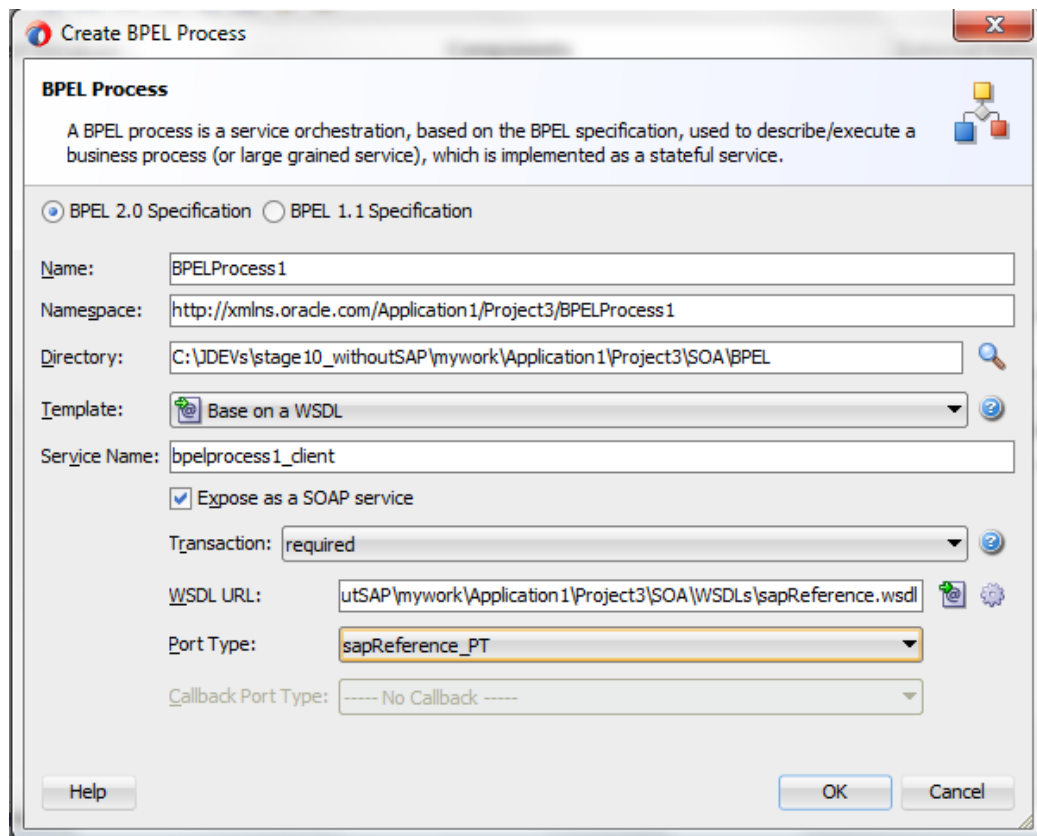 Create BPEL Process
BPEL Process
A BPEL process is a service orchestration, based on the BPEL specification, used to describe/execute a
business process (or large grained service), which is implemented as a stateful service.
BPEL 2.0 Specification BPEL 1.1 Specification
Name: BPELProcess1
Namespace: http://xmlns.oracle.com/Application1/Project3/BPELProcess1
Directory: C:\JDEVs\stage10_withoutSAP\mywork\Application1\Project3\SOA\BPEL
Template: Base on a WSDL
Service Name: bpelprocess1_client
Expose as a SOAP service
Transaction: required
WSDL URL: utSAP\mywork\Application1\Project3\SOA\WSDLs\sapReference.wsdl
Port Type: sapReference_PT
Callback Port Type: ----- No Callback -----
Help OK Cancel